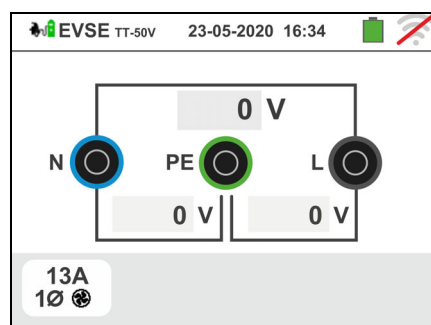 EVSE TT-50V 23-05-2020 16:34
0 V
N PE L
0 V 0 V
13A
1Ø